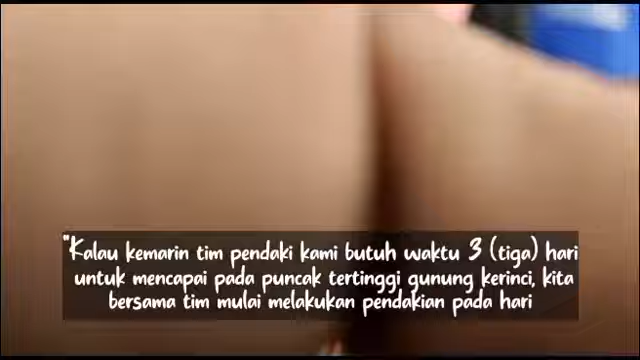 "Kalau kemarin tim pendaki kami butuh waktu 3 (tiga) hari
untuk mencapai pada puncak tertinggi gunung kerinci, kita
bersama tim mulai melakukan pendakian pada hari